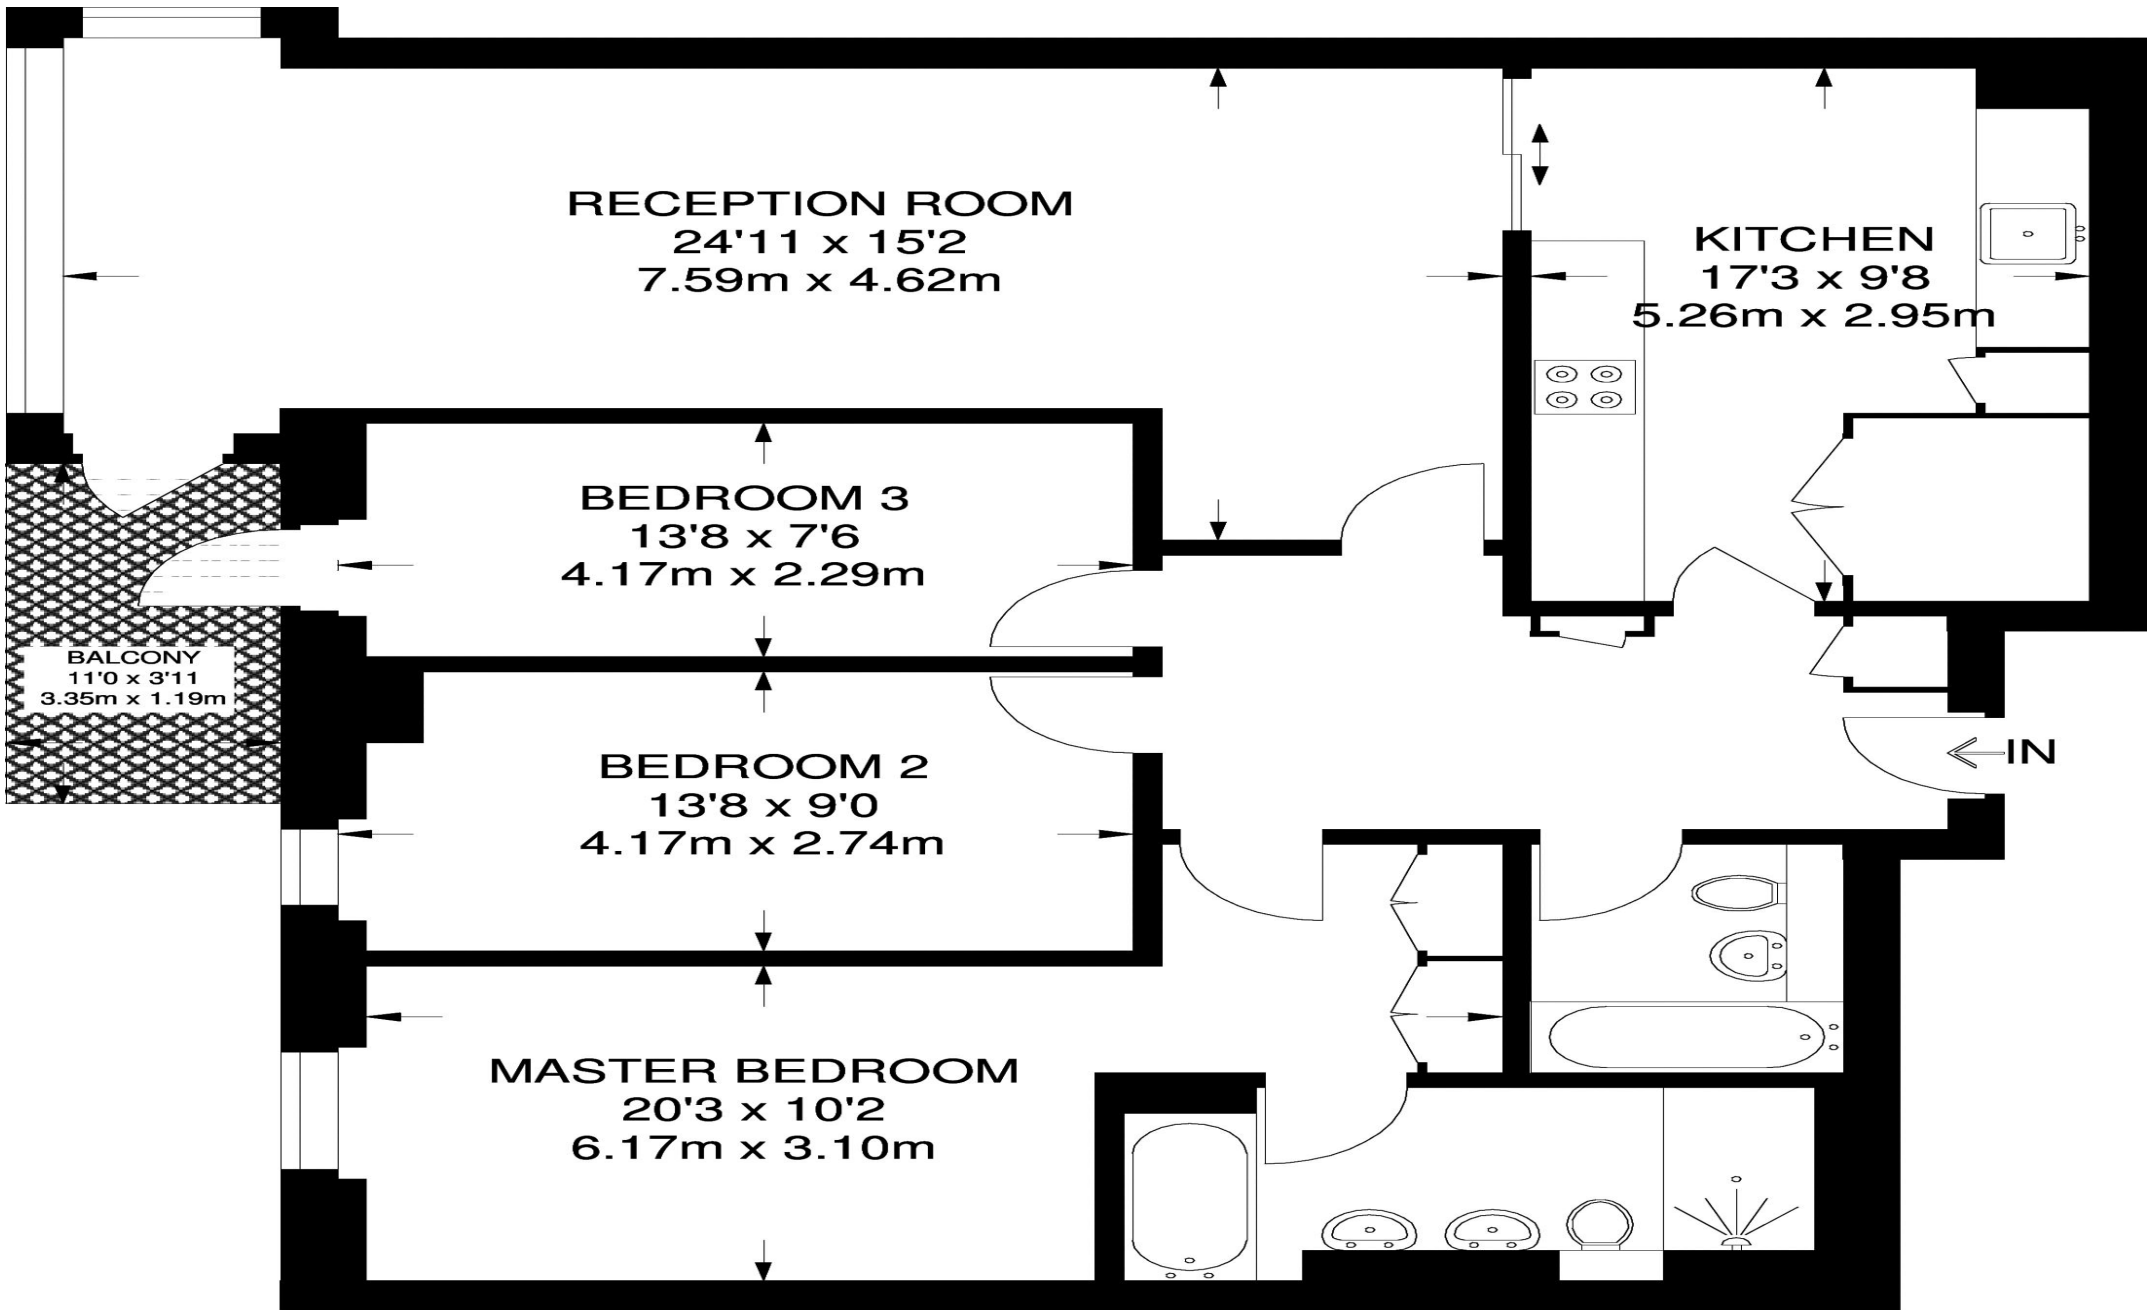 RECEPTION ROOM
24'11 x 15'2
7.59m x 4.62m
KITCHEN
17'3 x 9'8
5.26m x 2.95m
BEDROOM 3
13'8 x 7'6
4.17m x 2.29m
BALCONY
11'0 x 3'11
3.35m x 1.19m
BEDROOM 2
13'8 x 9'0
4.17m x 2.74m
IN
MASTER BEDROOM
20'3 x 10'2
6.17m x 3.10m